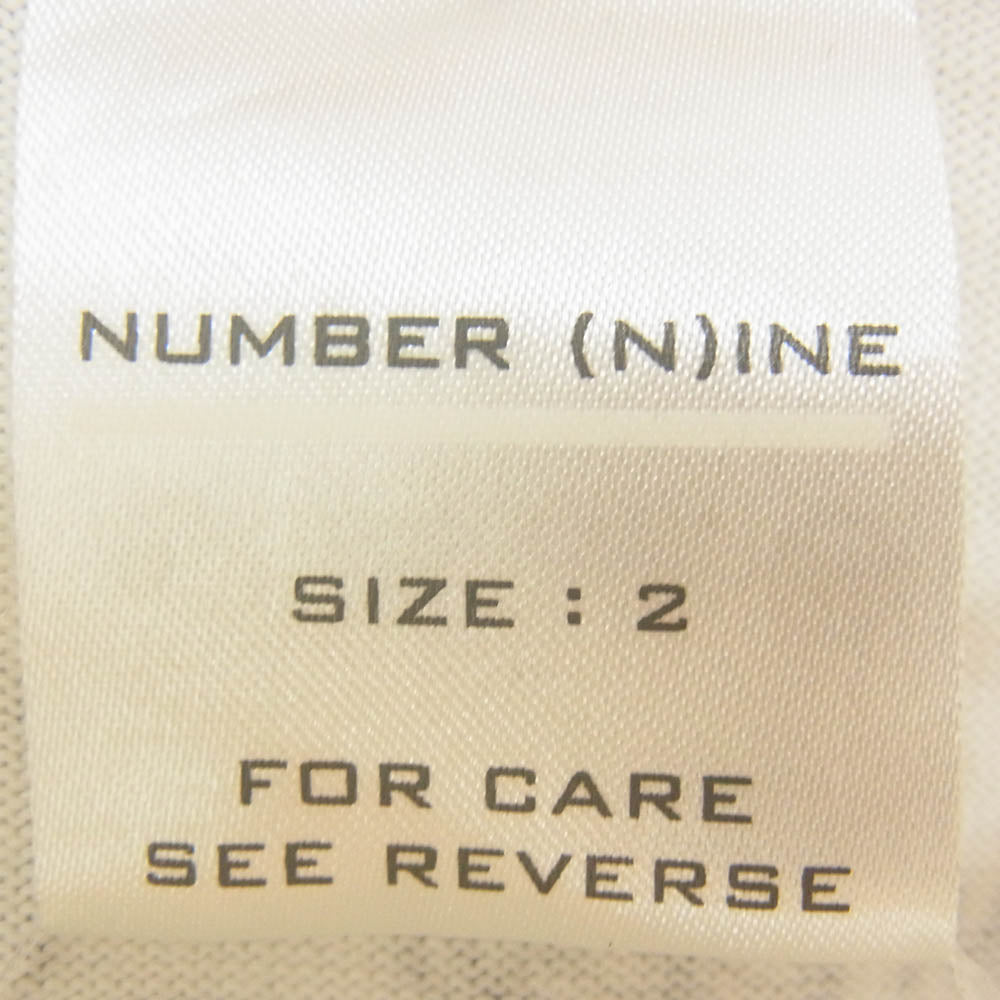 NUMBER (N)INE
SIZE : 2
FOR CARE
SEE REVERSE